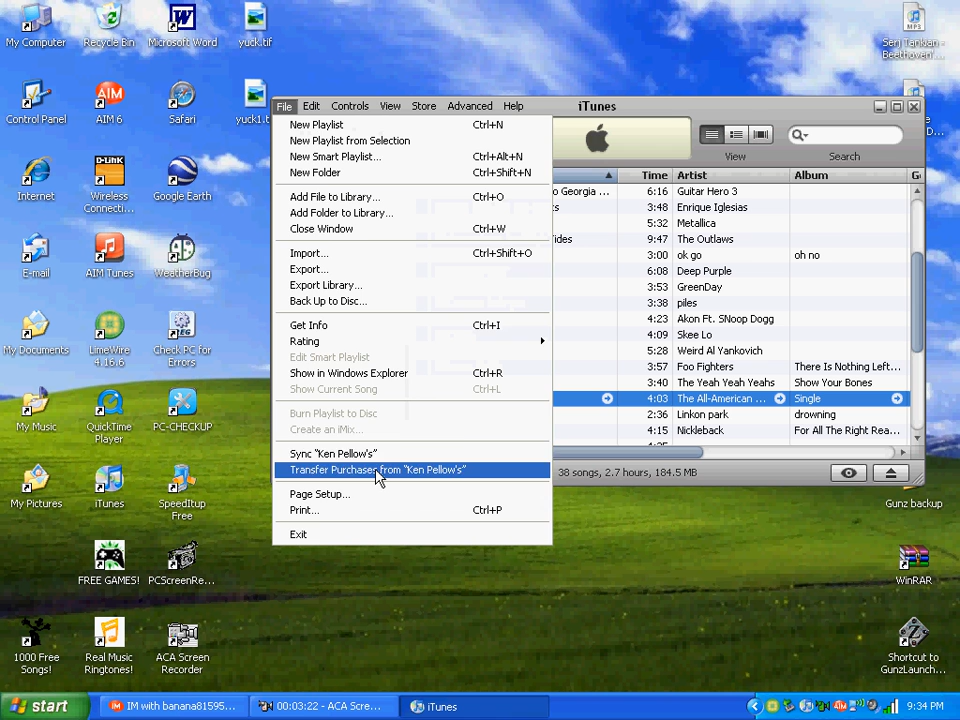 My Computer
Recycle Bin
Microsoft Word
yuck.tif
Serj Tankian -
Beethoven'...
Control Panel
AIM 6
Safari
yuck1.t
Internet
Wireless
Connecti...
Google Earth
E-mail
AIM Tunes
WeatherBug
My Documents
LimeWire
4.16.6
Check PC for
Errors
My Music
QuickTime
Player
PC-CHECKUP
My Pictures
iTunes
SpeedItup
Free
FREE GAMES!
PCScreenRe...
1000 Free
Songs!
Real Music
Ringtones!
ACA Screen
Recorder
Gunz backup
WinRAR
Shortcut to
GunzLaunch...
File Edit Controls View Store Advanced Help
iTunes
View
Search
New Playlist Ctrl+N
New Playlist from Selection
New Smart Playlist... Ctrl+Alt+N
New Folder Ctrl+Shift+N
Add File to Library... Ctrl+O
Add Folder to Library...
Close Window Ctrl+W
Import... Ctrl+Shift+O
Export...
Export Library...
Back Up to Disc...
Get Info Ctrl+I
Rating
Edit Smart Playlist
Show in Windows Explorer Ctrl+R
Show Current Song Ctrl+L
Burn Playlist to Disc
Create an iMix...
Sync "Ken Pellow's"
Transfer Purchases from "Ken Pellow's"
Page Setup...
Print... Ctrl+P
Exit
Time Artist Album
o Georgia ... 6:16 Guitar Hero 3
3:48 Enrique Iglesias
5:32 Metallica
ides 9:47 The Outlaws
3:00 ok go oh no
6:08 Deep Purple
3:53 GreenDay
3:38 piles
4:23 Akon Ft. SNoop Dogg
4:09 Skee Lo
5:28 Weird Al Yankovich
3:57 Foo Fighters There Is Nothing Left...
3:40 The Yeah Yeah Yeahs Show Your Bones
4:03 The All-American ... Single
2:36 Linkon park drowning
4:15 Nickleback For All The Right Rea...
38 songs, 2.7 hours, 184.5 MB
start
IM with banana81595...
00:03:22 - ACA Scre...
iTunes
9:34 PM